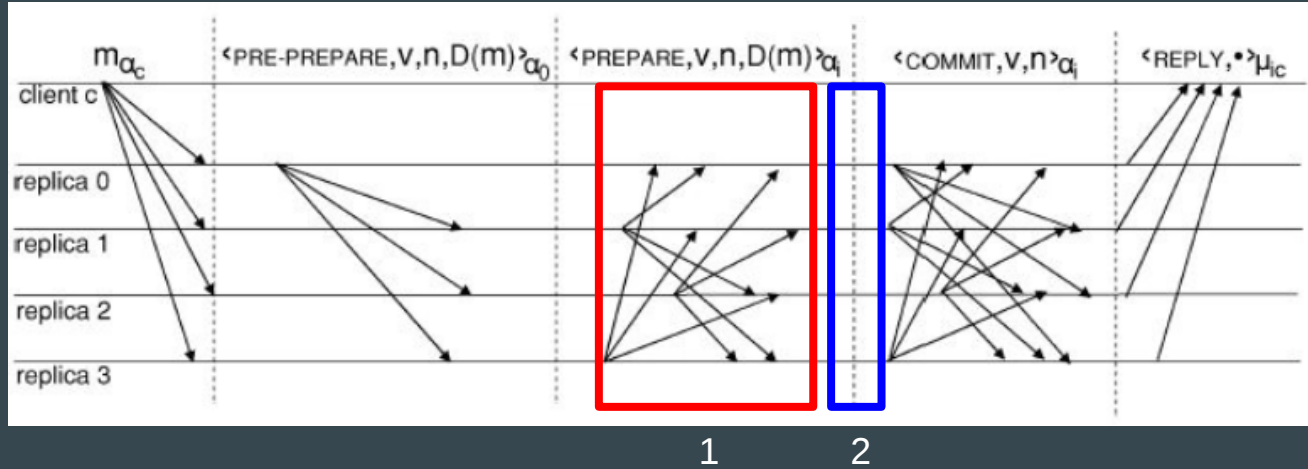 mαc ‹PRE-PREPARE,v,n,D(m)›α0 ‹PREPARE,v,n,D(m)›αi ‹COMMIT,v,n›αi ‹REPLY,•›μic
client c
replica 0
replica 1
replica 2
replica 3
1 2